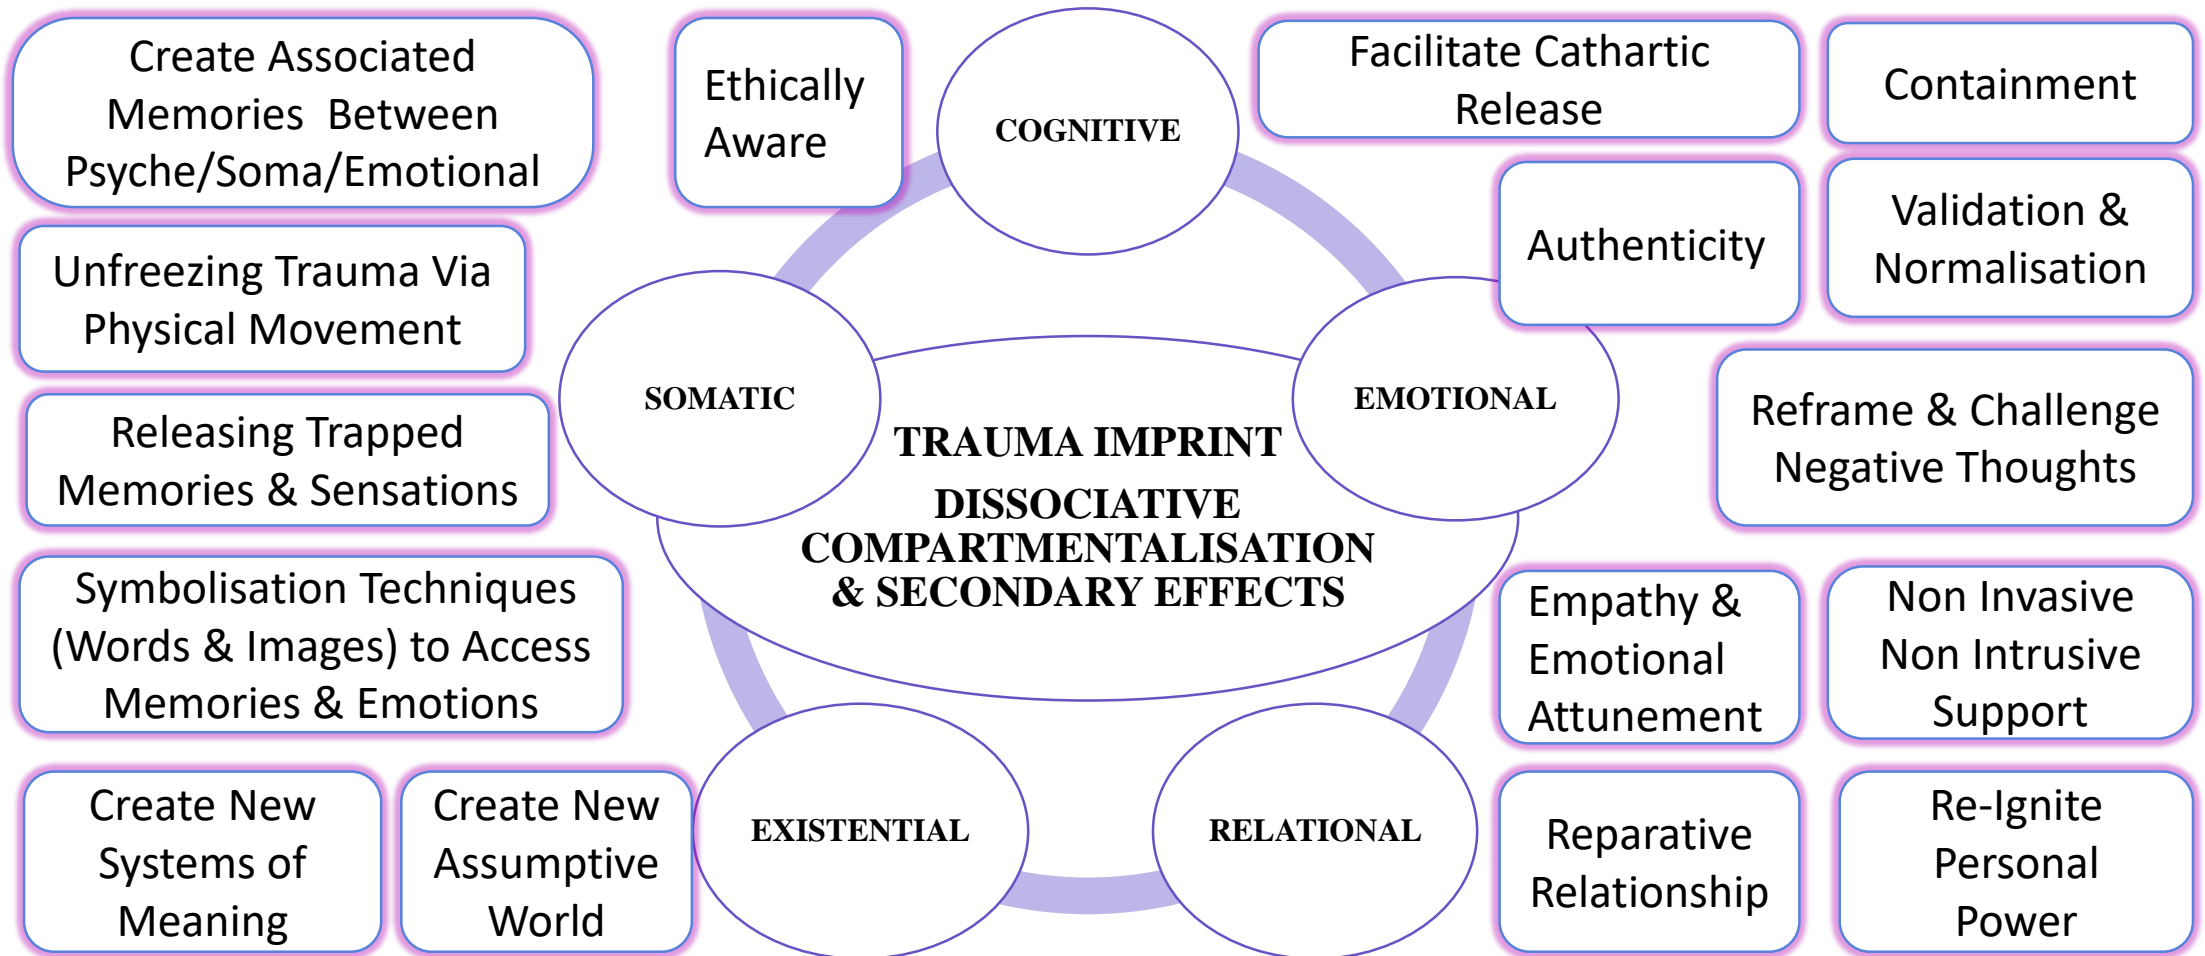 Create Associated
Memories Between
Psyche/Soma/Emotional
Ethically
Aware
COGNITIVE
Facilitate Cathartic
Release
Containment
Unfreezing Trauma Via
Physical Movement
Authenticity
Validation &
Normalisation
Releasing Trapped
Memories & Sensations
SOMATIC
EMOTIONAL
Reframe & Challenge
Negative Thoughts
TRAUMA IMPRINT
DISSOCIATIVE
COMPARTMENTALISATION
& SECONDARY EFFECTS
Symbolisation Techniques
(Words & Images) to Access
Memories & Emotions
Empathy &
Emotional
Attunement
Non Invasive
Non Intrusive
Support
Create New
Systems of
Meaning
Create New
Assumptive
World
EXISTENTIAL
RELATIONAL
Reparative
Relationship
Re-Ignite
Personal
Power